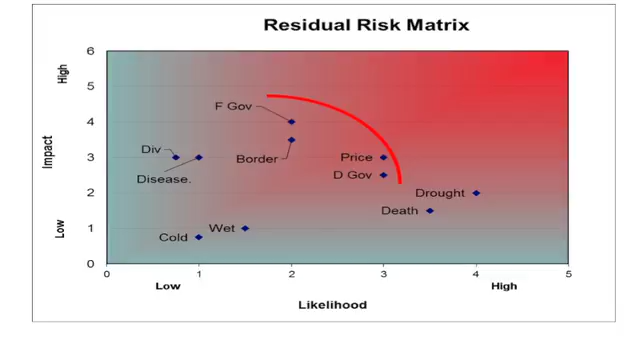 Residual Risk Matrix
High
Impact
Low
6
5
4
3
2
1
0
F Gov
Div
Disease.
Border
Price
D Gov
Drought
Death
Wet
Cold
0 1 2 3 4 5
Low High
Likelihood